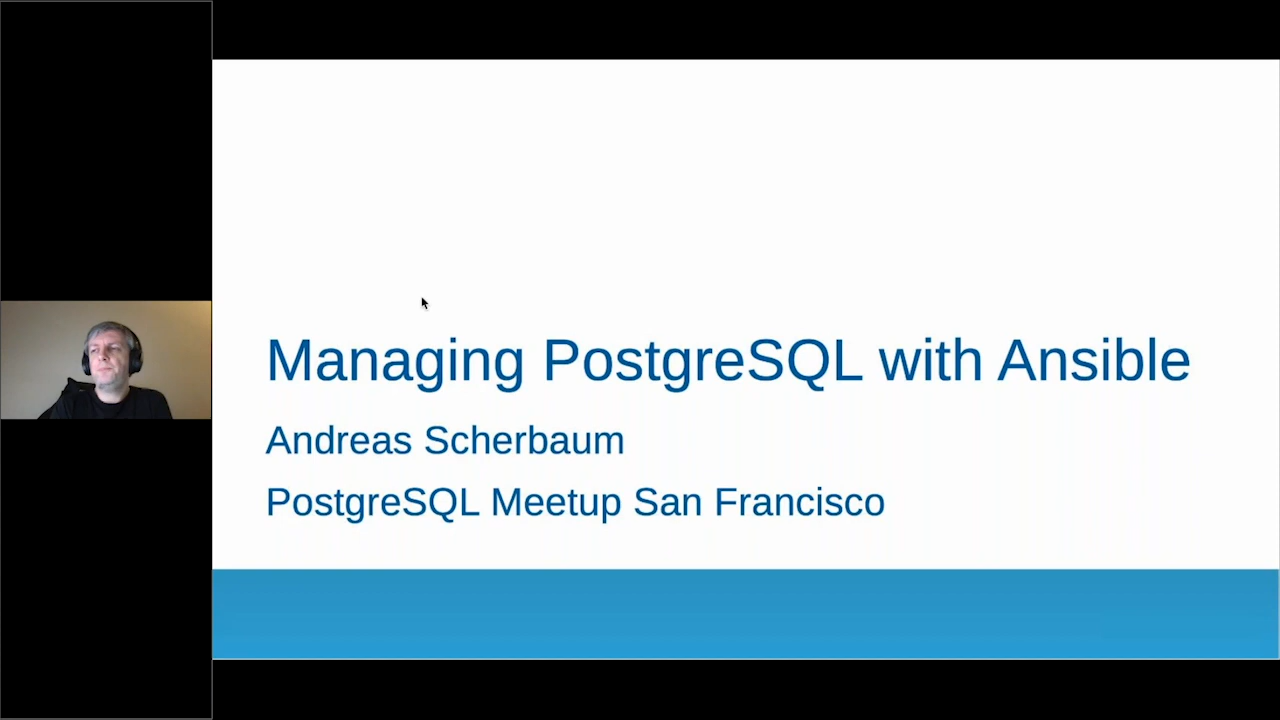 Managing PostgreSQL with Ansible
Andreas Scherbaum
PostgreSQL Meetup San Francisco